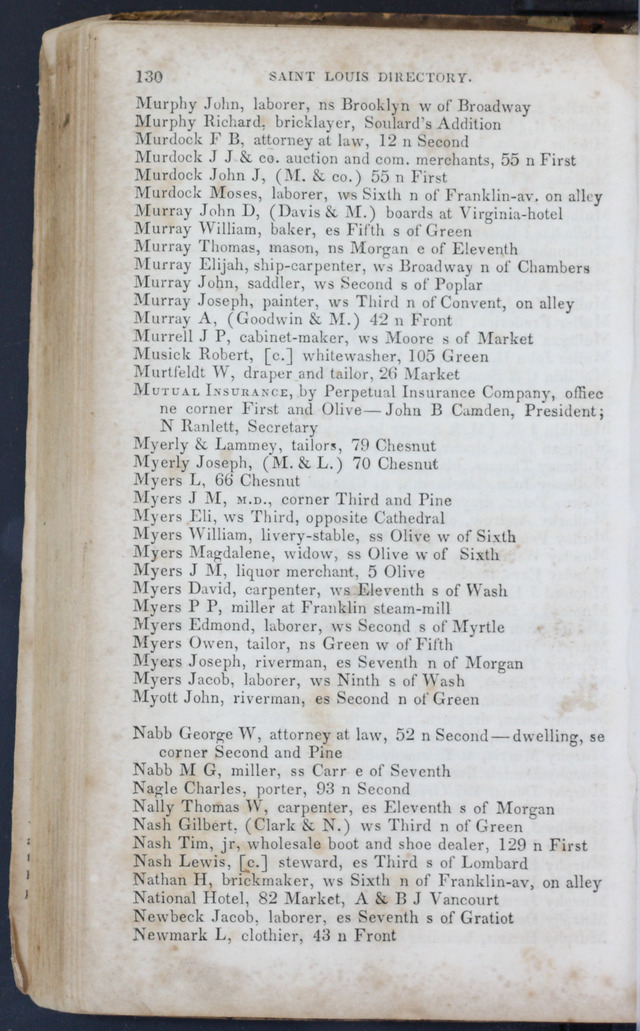 130 SAINT LOUIS DIRECTORY.
Murphy John, laborer, ns Brooklyn w of Broadway
Murphy Richard, bricklayer, Soulard's Addition
Murdock F B, attorney at law, 12 n Second
Murdock J J & co. auction and com. merchants, 55 n First
Murdock John J, (M. & co.) 55 n First
Murdock Moses, laborer, ws Sixth n of Franklin-av. on alley
Murray John D, (Davis & M.) boards at Virginia-hotel
Murray William, baker, es Fifth s of Green
Murray Thomas, mason, ns Morgan e of Eleventh
Murray Elijah, ship-carpenter, ws Broadway n of Chambers
Murray John, saddler, ws Second s of Poplar
Murray Joseph, painter, ws Third n of Convent, on alley
Murray A, (Goodwin & M.) 42 n Front
Murrell J P, cabinet-maker, ws Moore s of Market
Musick Robert, [c.] whitewasher, 105 Green
Murtfeldt W, draper and tailor, 26 Market
MUTUAL INSURANCE, by Perpetual Insurance Company, offiec
ne corner First and Olive—John B Camden, President;
N Ranlett, Secretary
Myerly & Lammey, tailors, 79 Chesnut
Myerly Joseph, (M. & L.) 70 Chesnut
Myers L, 66 Chesnut
Myers J M, M.D., corner Third and Pine
Myers Eli, ws Third, opposite Cathedral
Myers William, livery-stable, ss Olive w of Sixth
Myers Magdalene, widow, ss Olive w of Sixth
Myers J M, liquor merchant, 5 Olive
Myers David, carpenter, ws Eleventh s of Wash
Myers P P, miller at Franklin steam-mill
Myers Edmond, laborer, ws Second s of Myrtle
Myers Owen, tailor, ns Green w of Fifth
Myers Joseph, riverman, es Seventh n of Morgan
Myers Jacob, laborer, ws Ninth s of Wash
Myott John, riverman, es Second n of Green
Nabb George W, attorney at law, 52 n Second—dwelling, se
corner Second and Pine
Nabb M G, miller, ss Carr e of Seventh
Nagle Charles, porter, 93 n Second
Nally Thomas W, carpenter, es Eleventh s of Morgan
Nash Gilbert, (Clark & N.) ws Third n of Green
Nash Tim, jr, wholesale boot and shoe dealer, 129 n First
Nash Lewis, [c.] steward, es Third s of Lombard
Nathan H, brickmaker, ws Sixth n of Franklin-av, on alley
National Hotel, 82 Market, A & B J Vancourt
Newbeck Jacob, laborer, es Seventh s of Gratiot
Newmark L, clothier, 43 n Front